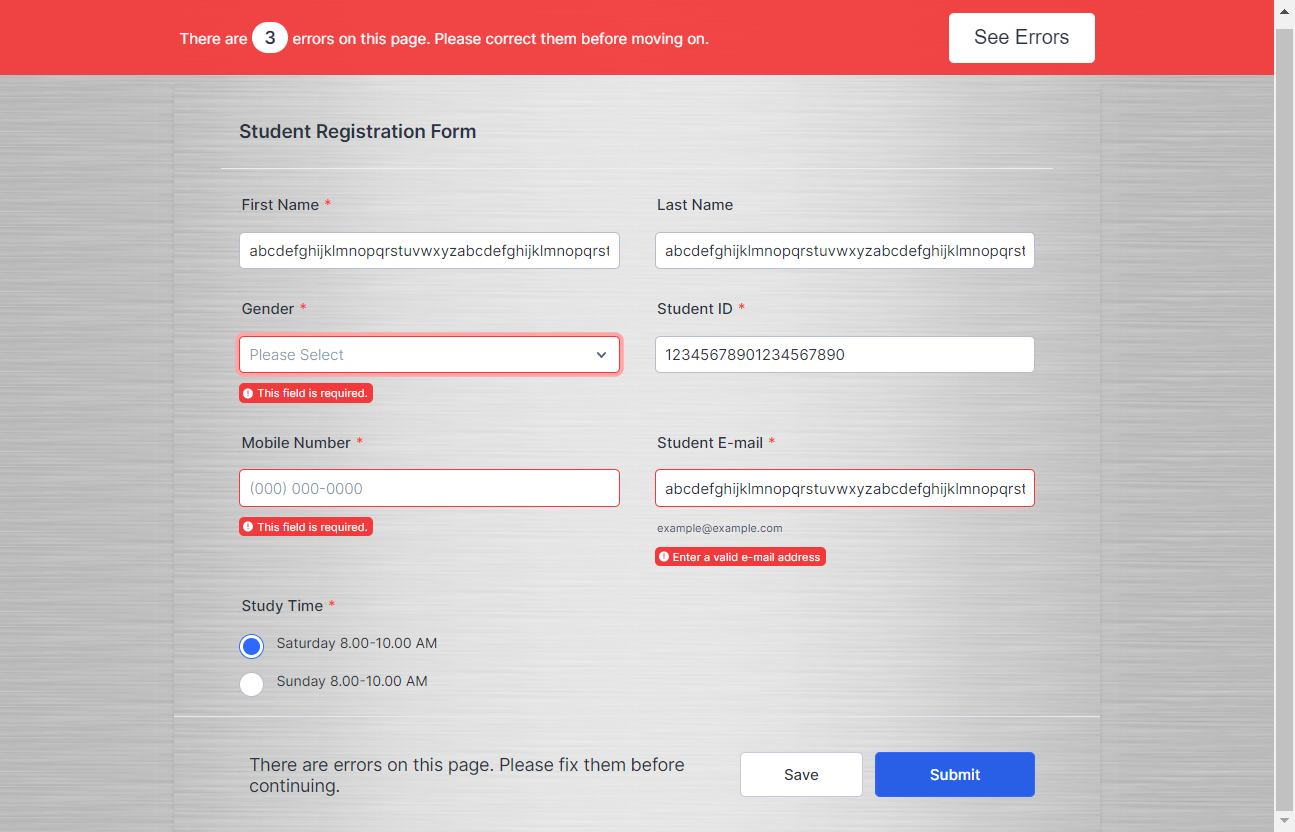 There are 3 errors on this page. Please correct them before moving on.
See Errors
Student Registration Form
First Name *
Last Name
abcdefghijklmnopqrstuvwxyzabcdefghijklmnopqrst
abcdefghijklmnopqrstuvwxyzabcdefghijklmnopqrst
Gender *
Student ID *
Please Select
12345678901234567890
This field is required.
Mobile Number *
Student E-mail *
(000) 000-0000
abcdefghijklmnopqrstuvwxyzabcdefghijklmnopqrst
This field is required.
example@example.com
Enter a valid e-mail address
Study Time *
Saturday 8.00-10.00 AM
Sunday 8.00-10.00 AM
There are errors on this page. Please fix them before
continuing.
Save
Submit